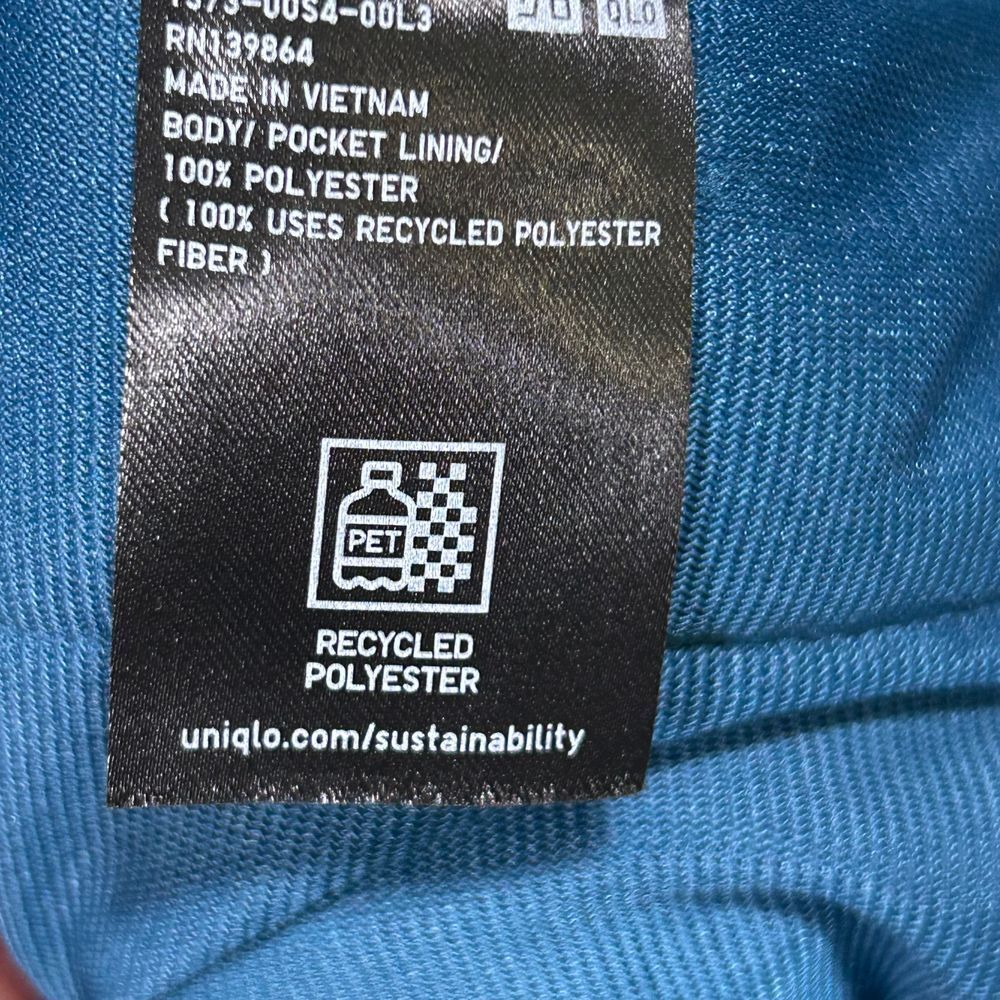 QLO
RN139864
MADE IN VIETNAM
BODY/ POCKET LINING/
100% POLYESTER
( 100% USES RECYCLED POLYESTER
FIBER )
PET
RECYCLED
POLYESTER
uniqlo.com/sustainability